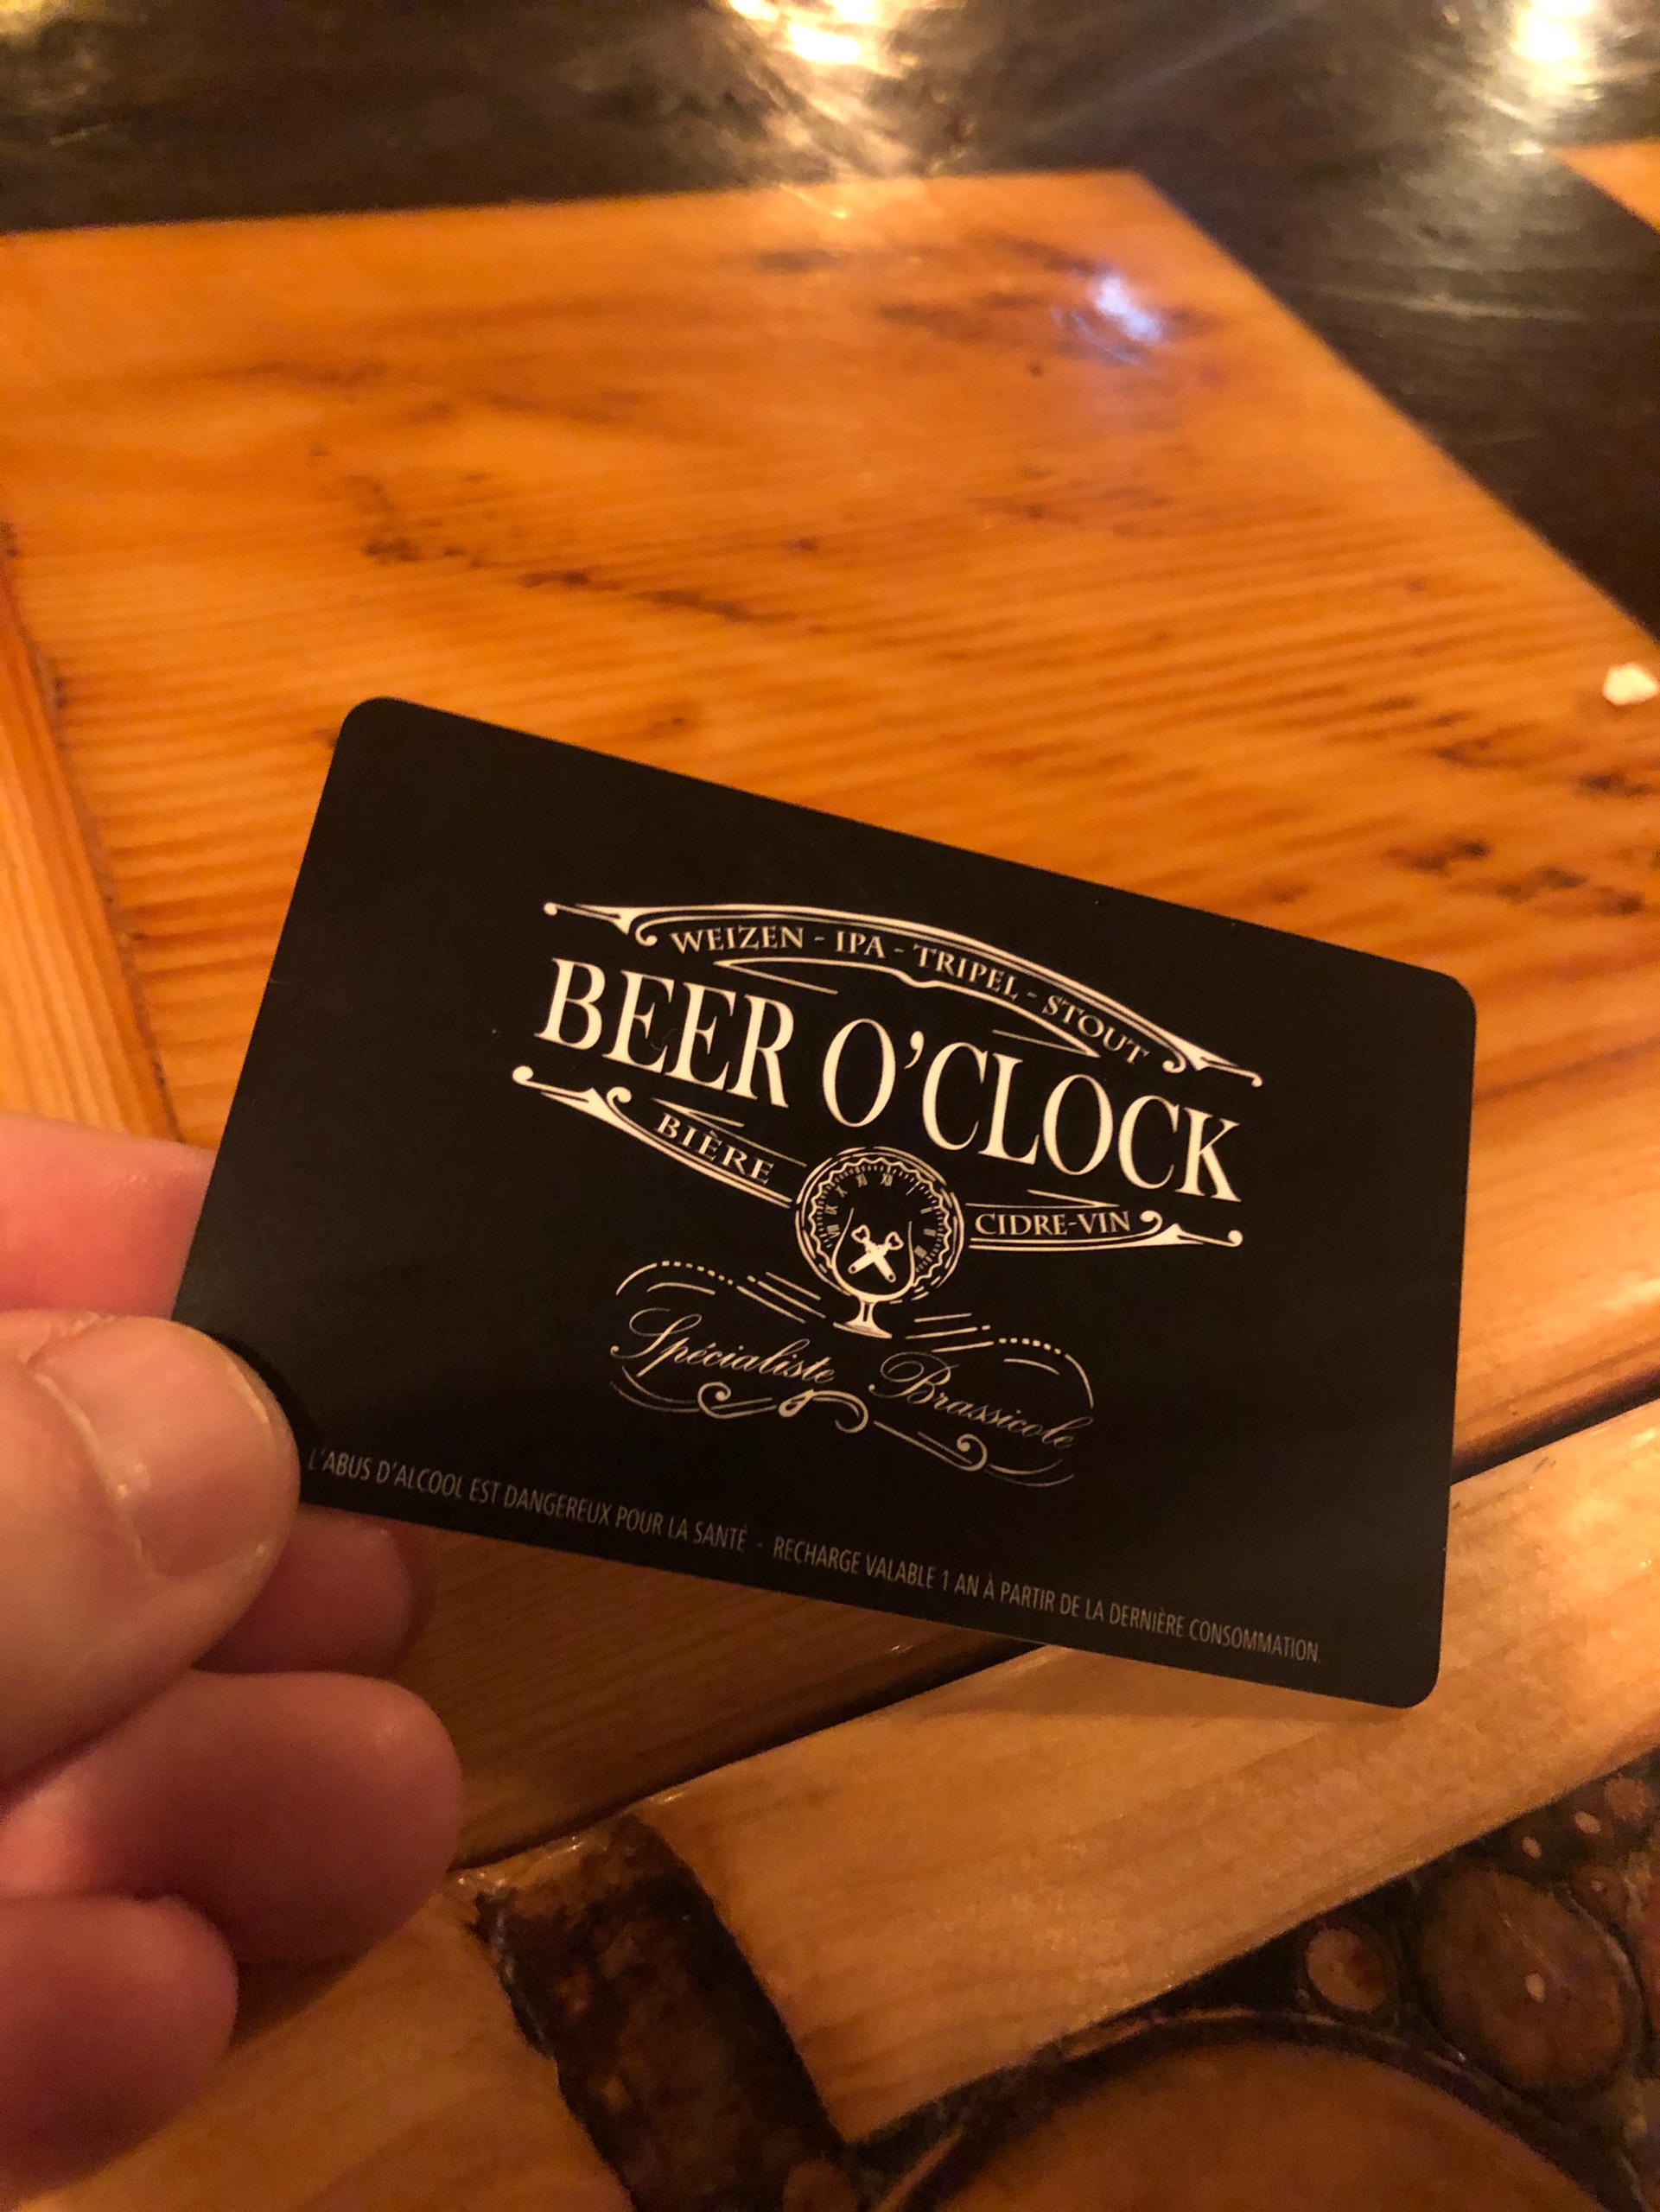 WEIZEN - IPA - TRIPEL - STOUT
BEER O'CLOCK
BIÈRE
CIDRE-VIN
Spécialiste Brassicole
L'ABUS D'ALCOOL EST DANGEREUX POUR LA SANTÉ - RECHARGE VALABLE 1 AN À PARTIR DE LA DERNIÈRE CONSOMMATION.